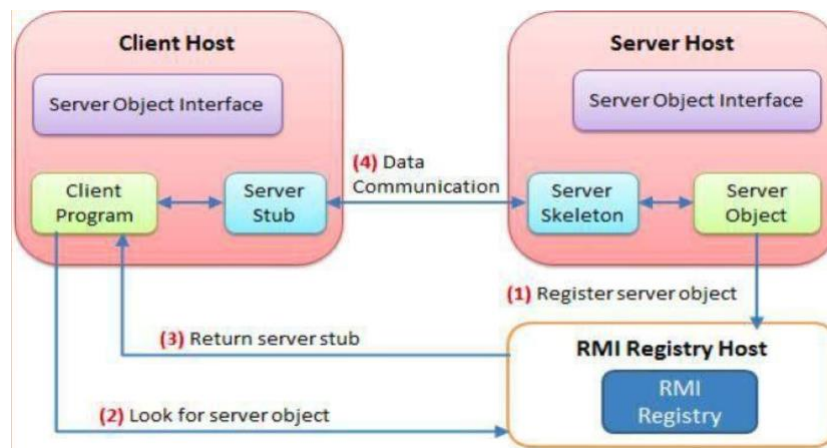 Client Host
Server Object Interface
Client
Program
Server
Stub
(4) Data
Communication
Server Host
Server Object Interface
Server
Skeleton
Server
Object
(1) Register server object
(3) Return server stub
(2) Look for server object
RMI Registry Host
RMI
Registry